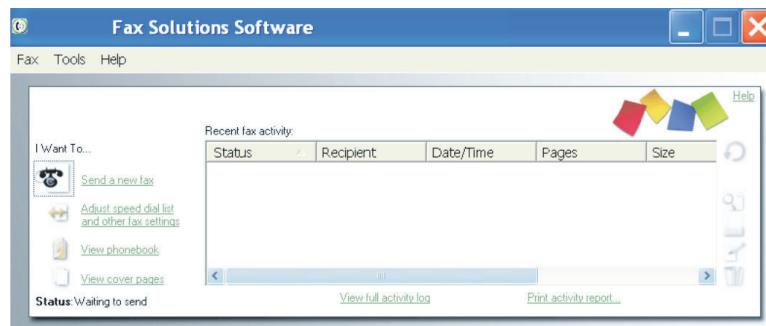 Fax Solutions Software
Fax Tools Help
Help
Recent fax activity:
I Want To...
Status Recipient Date/Time Pages Size
Send a new fax
Adjust speed dial list
and other fax settings
View phonebook
View cover pages
Status: Waiting to send
View full activity log
Print activity report...